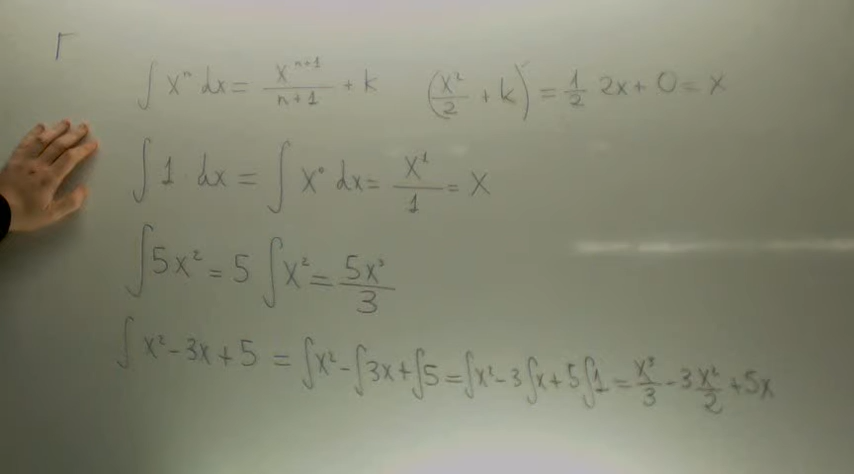 ∫ xⁿ dx = xⁿ⁺¹/(n+1) + k (x²/2 + k)' = 1/2 2x + 0 = x
∫ 1 · dx = ∫ x⁰ dx = x¹/1 = x
∫ 5x² = 5 ∫ x² = 5x³/3
∫ x² - 3x + 5 = ∫x² - ∫3x + ∫5 = ∫x² - 3∫x + 5∫1 = x³/3 - 3 x²/2 + 5x